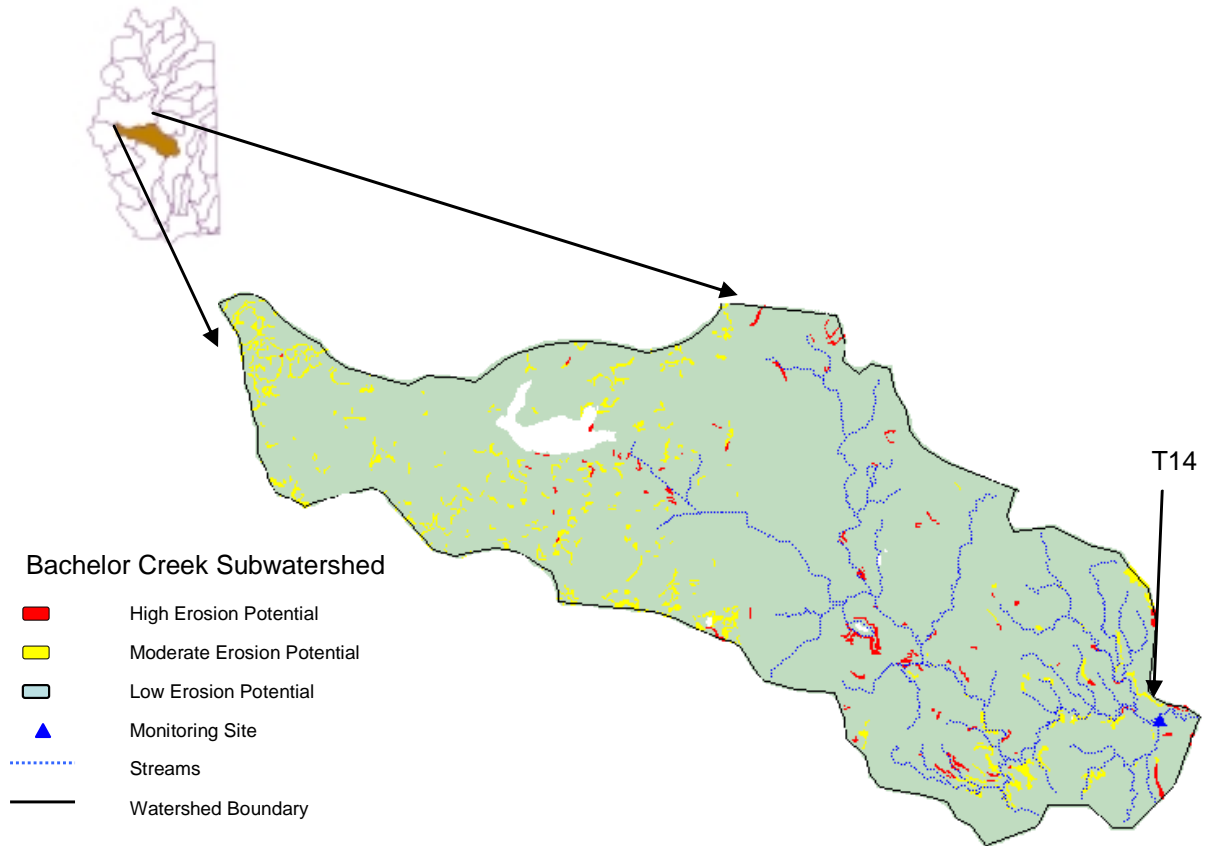 T14
Bachelor Creek Subwatershed
High Erosion Potential
Moderate Erosion Potential
Low Erosion Potential
Monitoring Site
Streams
Watershed Boundary